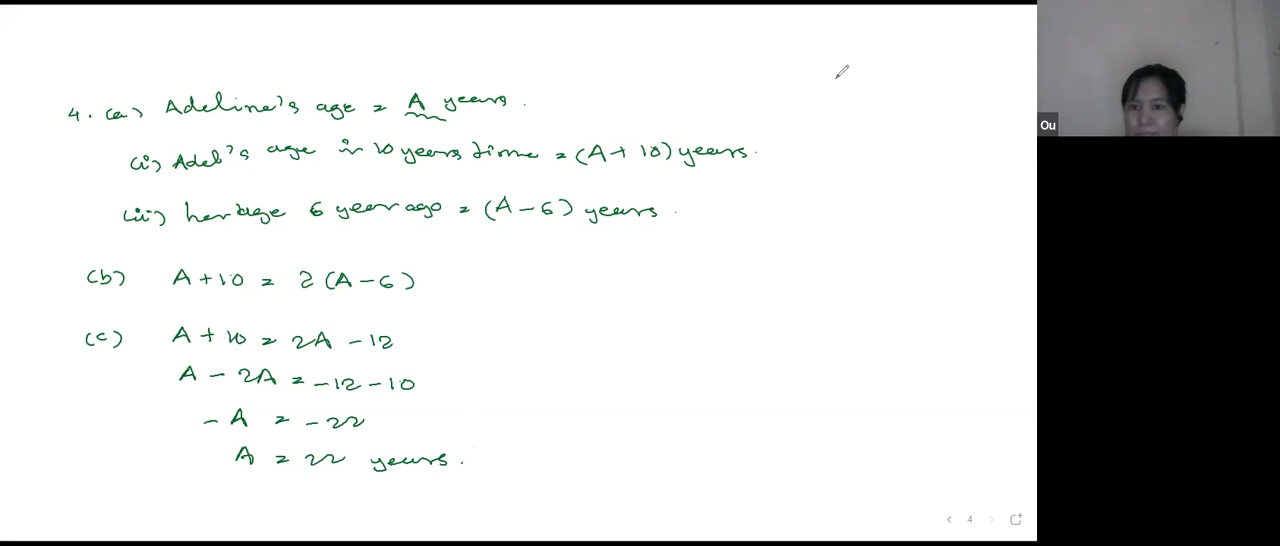 4. (a) Adeline's age = A years.
(i) Adel's age in 10 years time = (A + 10) years.
(ii) her age 6 year ago = (A - 6) years.
(b) A + 10 = 2 (A - 6)
(c) A + 10 = 2A - 12
A - 2A = -12 - 10
- A = - 22
A = 22 years.
Ou
4